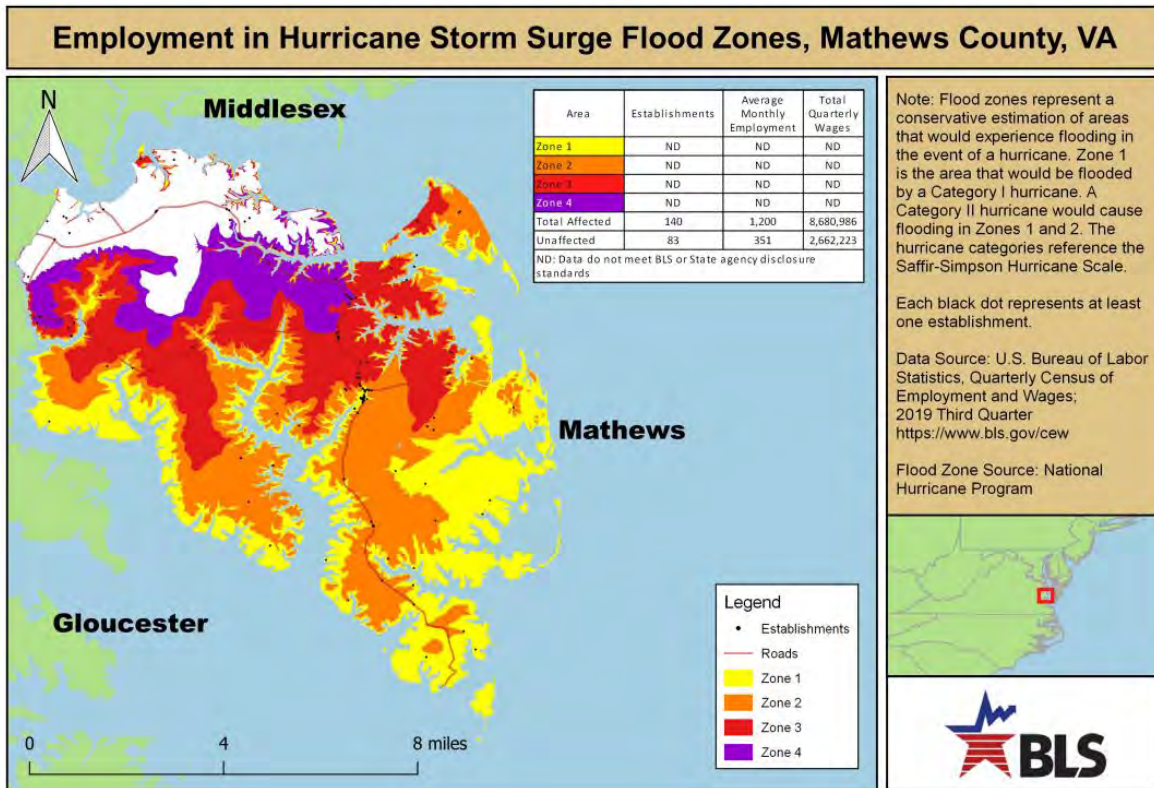 Employment in Hurricane Storm Surge Flood Zones, Mathews County, VA
N
Middlesex
Mathews
Gloucester
Area Establishments Average Monthly Employment Total Quarterly Wages
Zone 1 ND ND ND
Zone 2 ND ND ND
Zone 3 ND ND ND
Zone 4 ND ND ND
Total Affected 140 1,200 8,680,986
Unaffected 83 351 2,662,223
ND: Data do not meet BLS or State agency disclosure
standards
0 4 8 miles
Legend
Establishments
Roads
Zone 1
Zone 2
Zone 3
Zone 4
Note: Flood zones represent a
conservative estimation of areas
that would experience flooding in
the event of a hurricane. Zone 1
is the area that would be flooded
by a Category I hurricane. A
Category II hurricane would cause
flooding in Zones 1 and 2. The
hurricane categories reference the
Saffir-Simpson Hurricane Scale.
Each black dot represents at least
one establishment.
Data Source: U.S. Bureau of Labor
Statistics, Quarterly Census of
Employment and Wages;
2019 Third Quarter
https://www.bls.gov/cew
Flood Zone Source: National
Hurricane Program
BLS